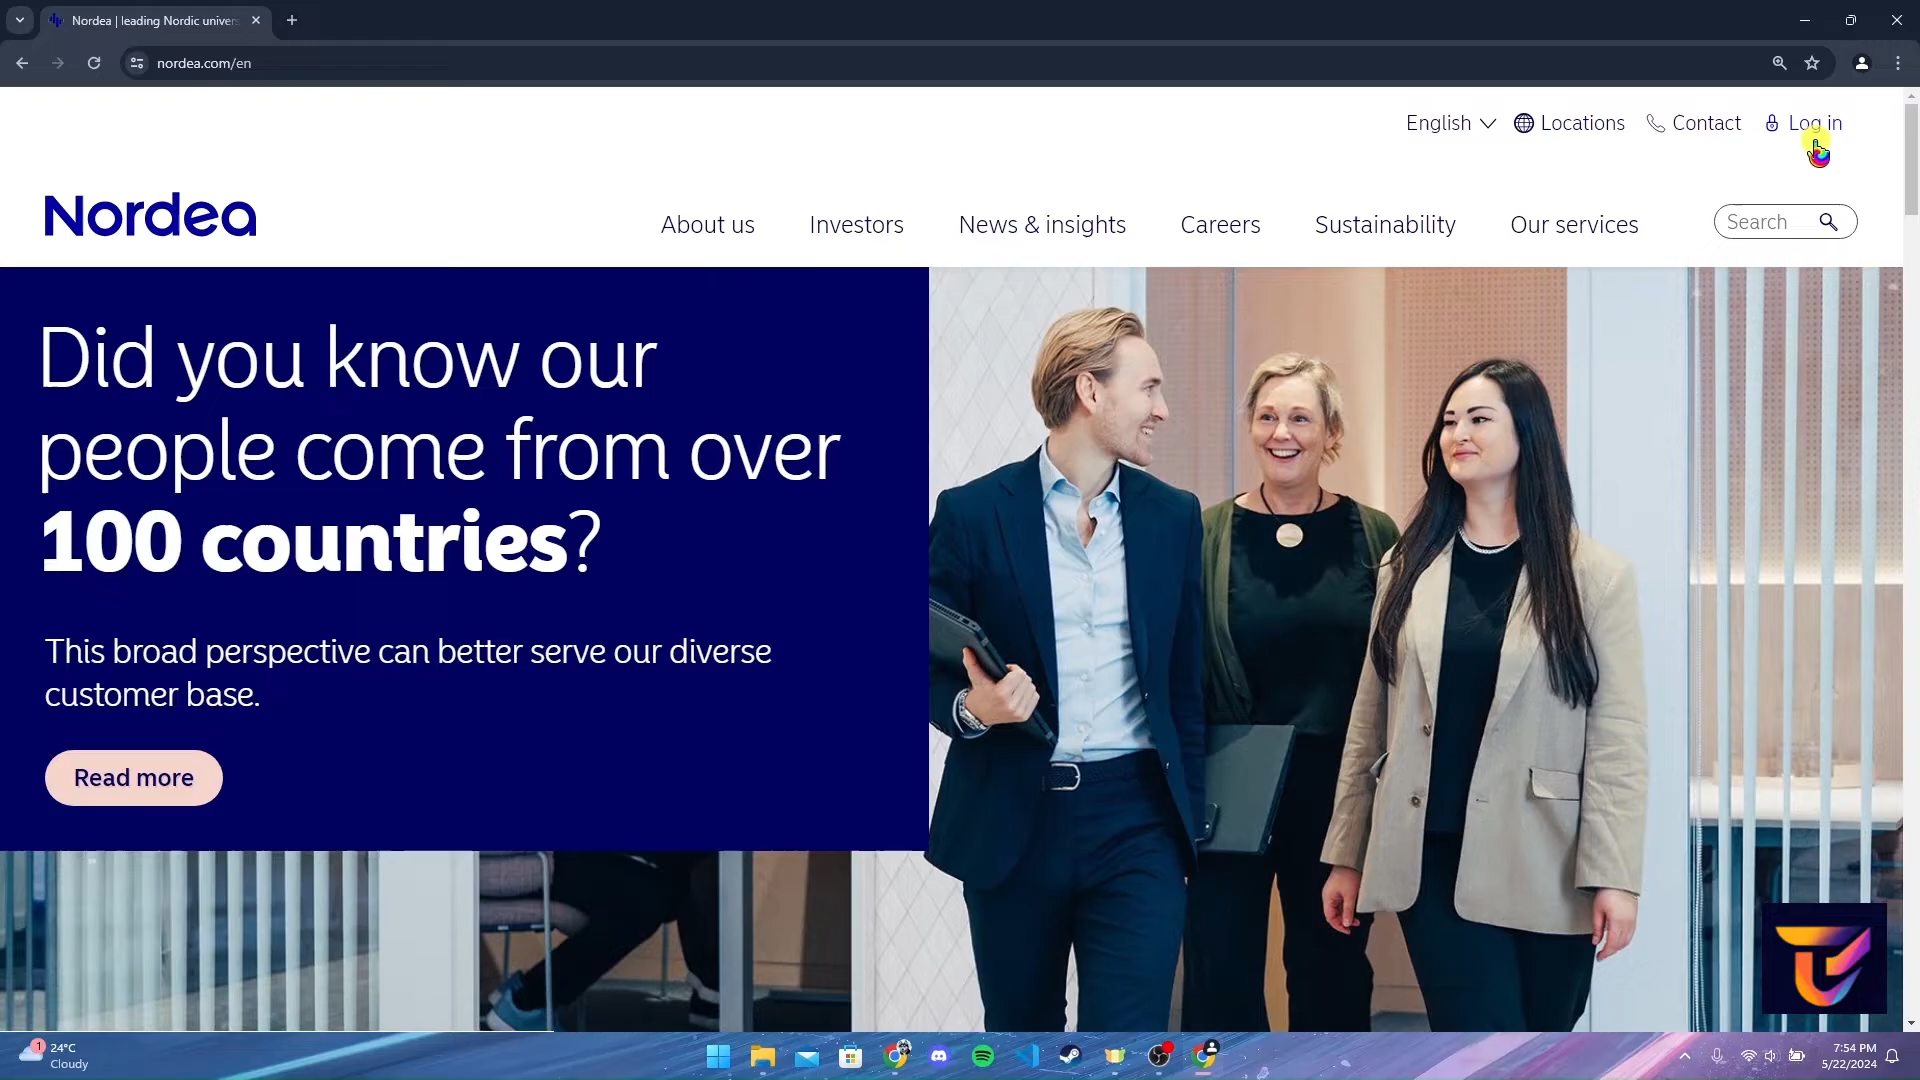 Nordea | leading Nordic univers
nordea.com/en
English
Locations
Contact
Log in
Nordea
About us
Investors
News & insights
Careers
Sustainability
Our services
Search
Did you know our
people come from over
100 countries?
This broad perspective can better serve our diverse
customer base.
Read more
1
24°C
Cloudy
7:54 PM
5/22/2024